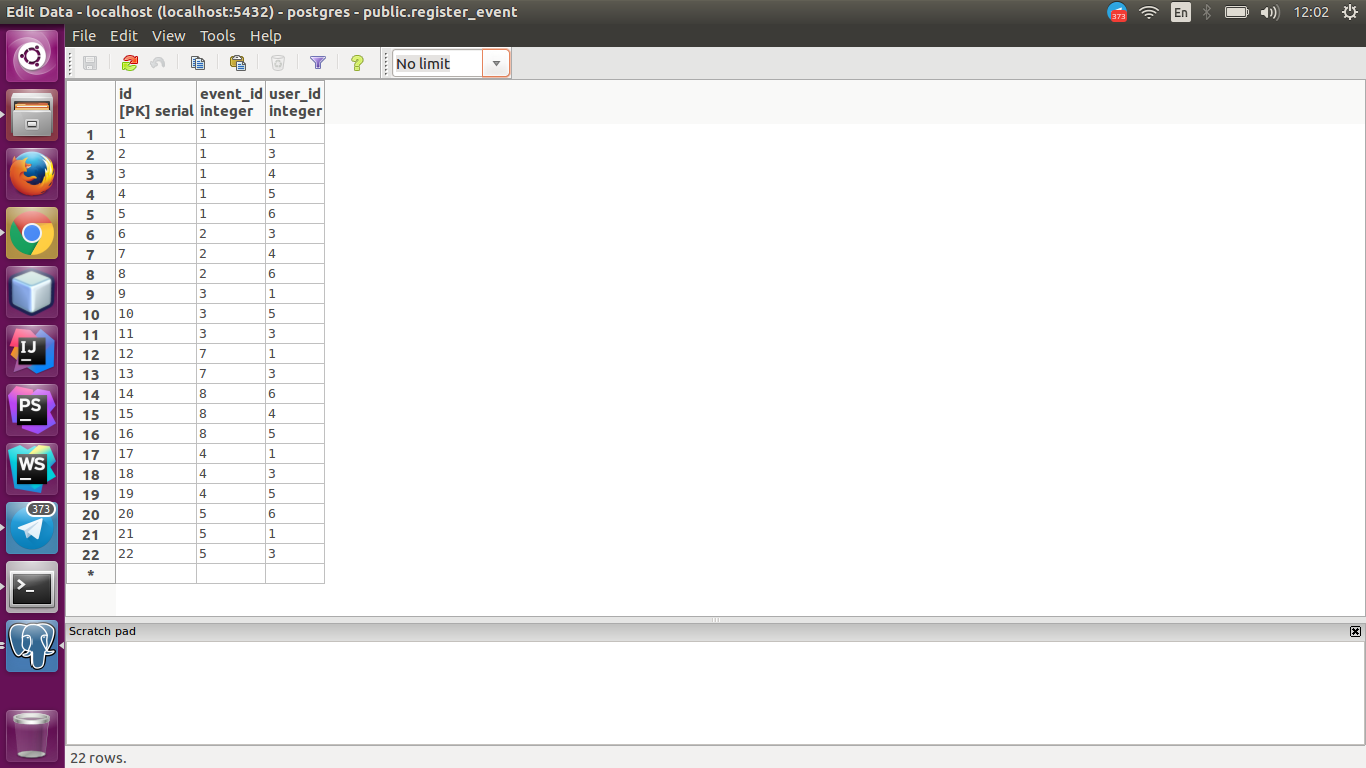 Edit Data - localhost (localhost:5432) - postgres - public.register_event
373 En 12:02
File Edit View Tools Help
No limit
id event_id user_id
[PK] serial integer integer
1 1 1 1
2 2 1 3
3 3 1 4
4 4 1 5
5 5 1 6
6 6 2 3
7 7 2 4
8 8 2 6
9 9 3 1
10 10 3 5
11 11 3 3
12 12 7 1
13 13 7 3
14 14 8 6
15 15 8 4
16 16 8 5
17 17 4 1
18 18 4 3
19 19 4 5
20 20 5 6
21 21 5 1
22 22 5 3
*
IJ
PS
WS
373
>_
Scratch pad
22 rows.